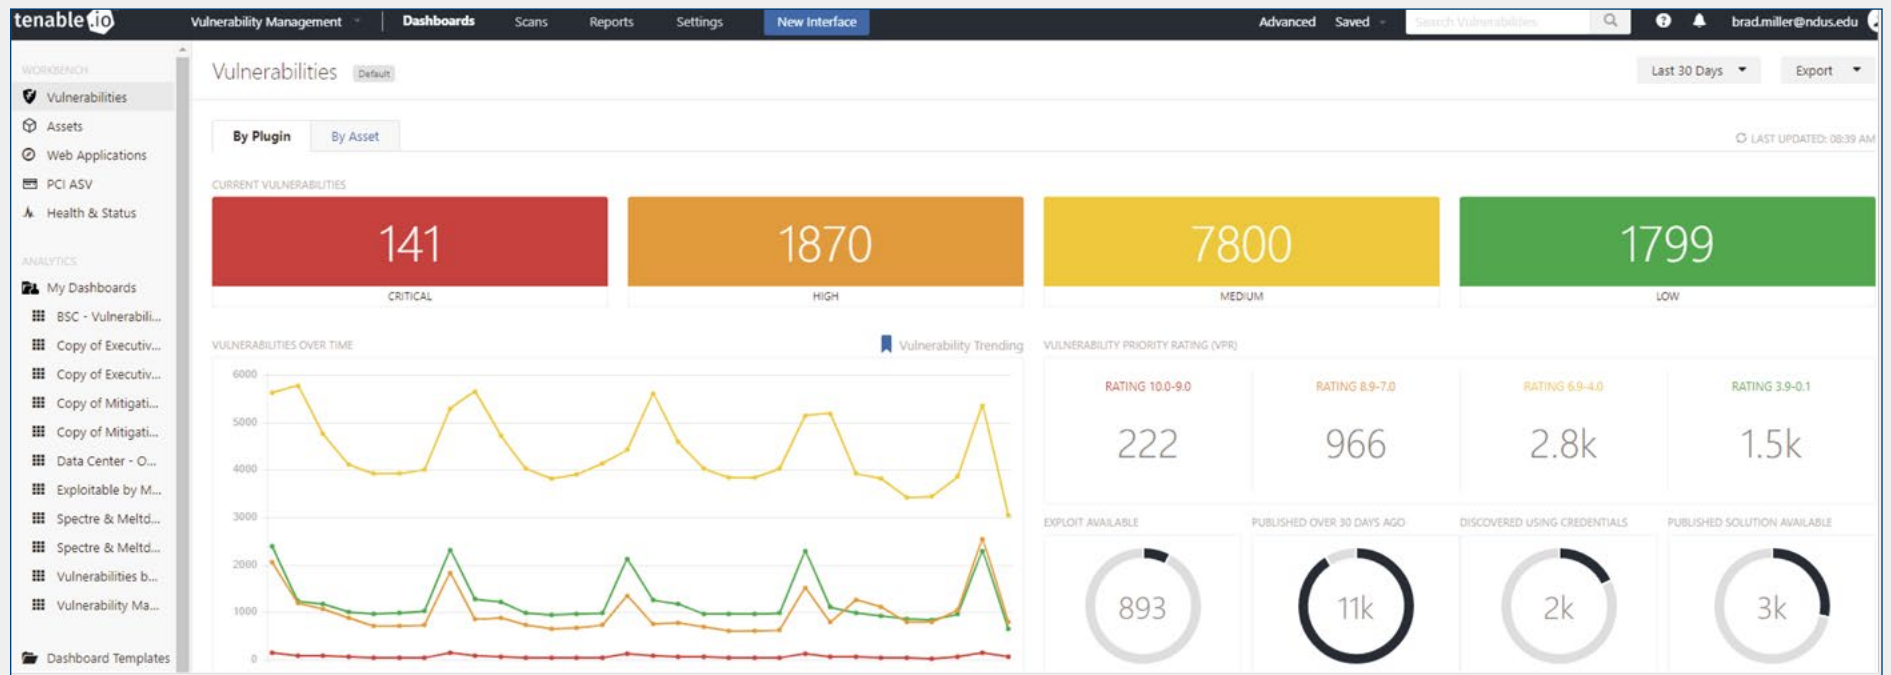 tenable.io Vulnerability Management Dashboards Scans Reports Settings New Interface Advanced Saved Search Vulnerabilities brad.miller@ndus.edu
WORKBENCH
Vulnerabilities
Assets
Web Applications
PCI ASV
Health & Status
ANALYTICS
My Dashboards
BSC - Vulnerabili...
Copy of Executiv...
Copy of Executiv...
Copy of Mitigati...
Copy of Mitigati...
Data Center - O...
Exploitable by M...
Spectre & Meltd...
Spectre & Meltd...
Vulnerabilities b...
Vulnerability Ma...
Dashboard Templates
Vulnerabilities Default Last 30 Days Export
By Plugin By Asset LAST UPDATED: 08:39 AM
CURRENT VULNERABILITIES
141 1870 7800 1799
CRITICAL HIGH MEDIUM LOW
VULNERABILITIES OVER TIME Vulnerability Trending
6000
5000
4000
3000
2000
1000
0
VULNERABILITY PRIORITY RATING (VPR)
RATING 10.0-9.0 RATING 8.9-7.0 RATING 6.9-4.0 RATING 3.9-0.1
222 966 2.8k 1.5k
EXPLOIT AVAILABLE PUBLISHED OVER 30 DAYS AGO DISCOVERED USING CREDENTIALS PUBLISHED SOLUTION AVAILABLE
893 11k 2k 3k